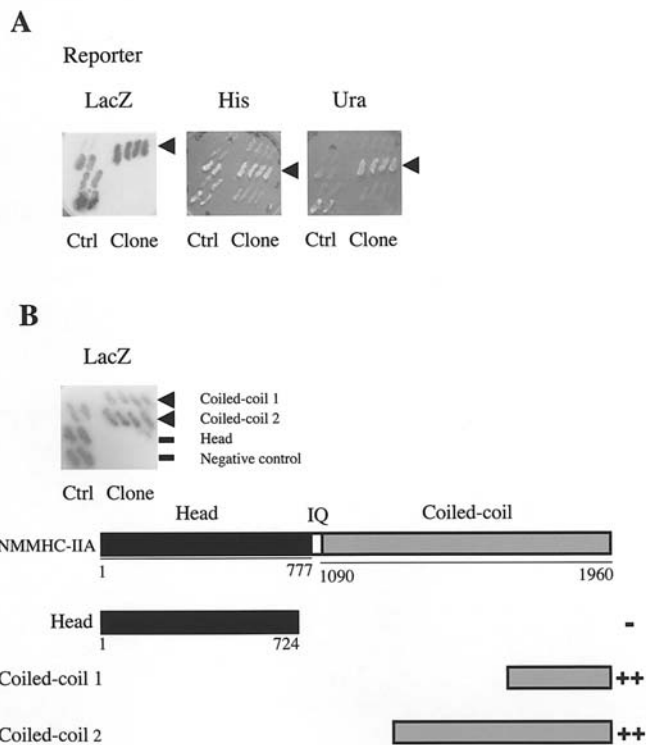 A
Reporter
LacZ His Ura
Ctrl Clone Ctrl Clone Ctrl Clone
B
LacZ
Coiled-coil 1
Coiled-coil 2
Head
Negative control
Ctrl Clone
Head IQ Coiled-coil
NMMHC-IIA
1 777 1090 1960
Head -
1 724
Coiled-coil 1 ++
Coiled-coil 2 ++